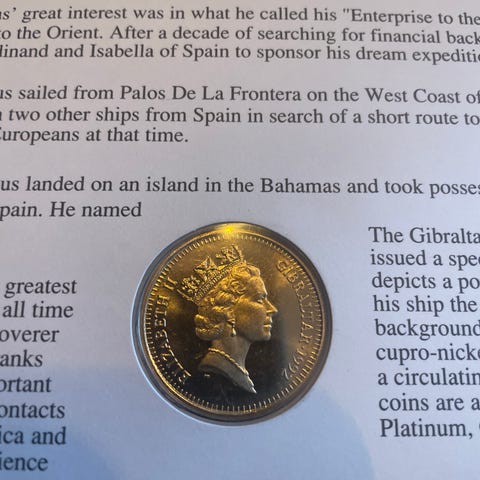 great interest was in what he called his "Enterprise to the
to the Orient. After a decade of searching for financial back
dinand and Isabella of Spain to sponsor his dream expediti
us sailed from Palos De La Frontera on the West Coast of
two other ships from Spain in search of a short route to
Europeans at that time.
us landed on an island in the Bahamas and took posses
pain. He named
The Gibralta
issued a spe
depicts a po
his ship the
background
cupro-nicke
a circulatin
coins are a
Platinum,
greatest
all time
overer
anks
ortant
ontacts
ica and
ience
ELIZABETH II
GIBRALTAR·1992